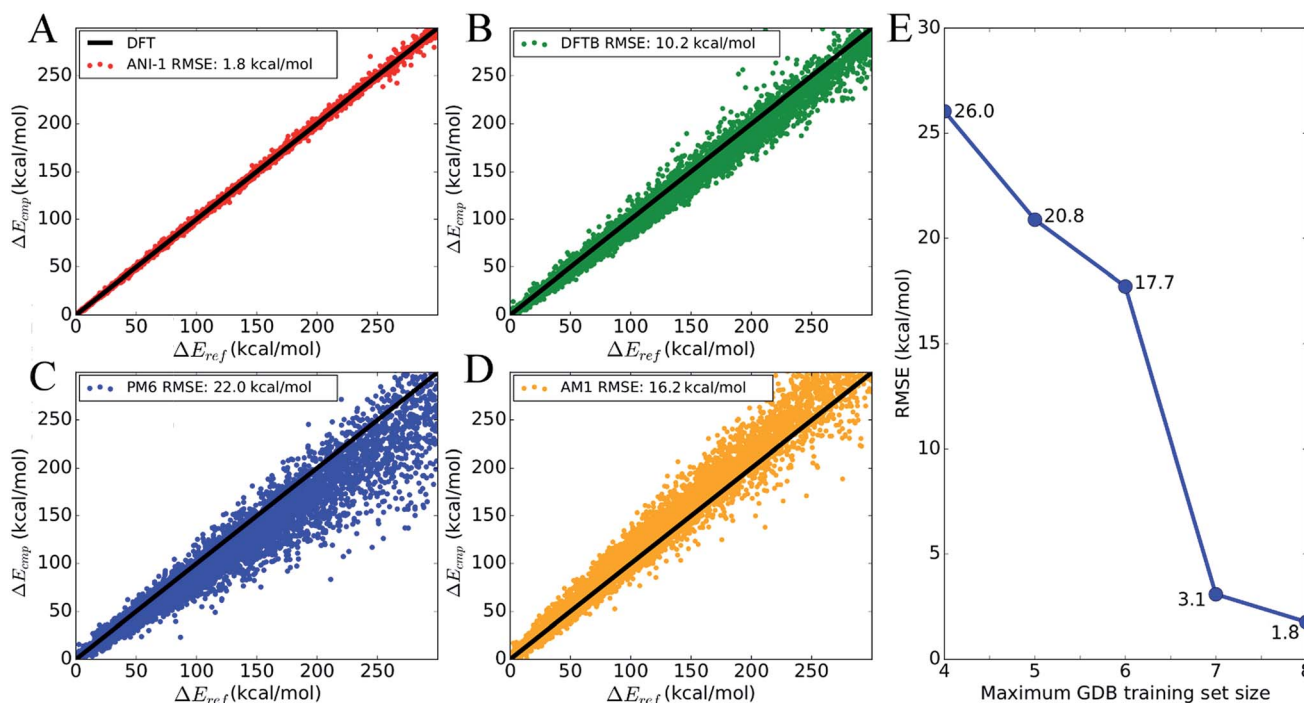 A
DFT
ANI-1 RMSE: 1.8 kcal/mol
250
200
150
100
50
0
ΔE_cmp (kcal/mol)
0 50 100 150 200 250
ΔE_ref (kcal/mol)
B
DFTB RMSE: 10.2 kcal/mol
250
200
150
100
50
0
ΔE_cmp (kcal/mol)
0 50 100 150 200 250
ΔE_ref (kcal/mol)
C
PM6 RMSE: 22.0 kcal/mol
250
200
150
100
50
0
ΔE_cmp (kcal/mol)
0 50 100 150 200 250
ΔE_ref (kcal/mol)
D
AM1 RMSE: 16.2 kcal/mol
250
200
150
100
50
0
ΔE_cmp (kcal/mol)
0 50 100 150 200 250
ΔE_ref (kcal/mol)
E
30
25
20
15
10
5
0
RMSE (kcal/mol)
26.0
20.8
17.7
3.1
1.8
4 5 6 7 8
Maximum GDB training set size